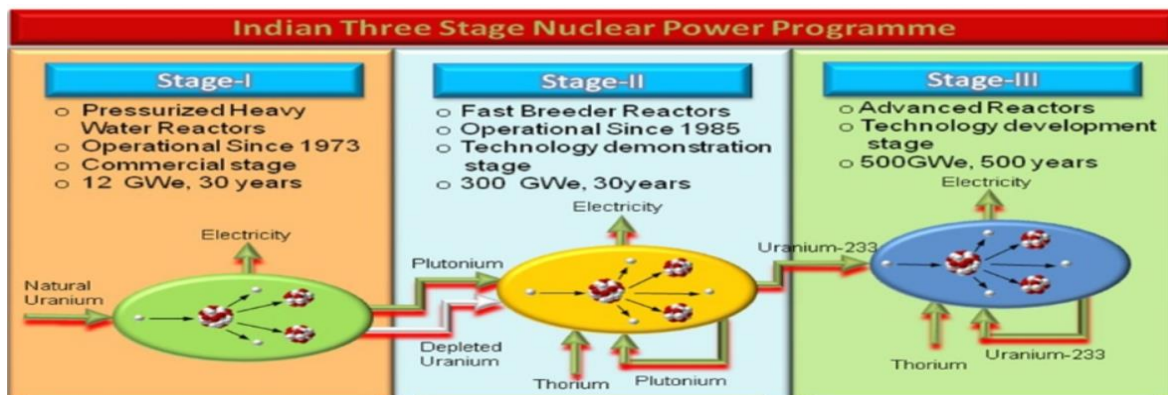 Indian Three Stage Nuclear Power Programme
Stage-I
o Pressurized Heavy
Water Reactors
o Operational Since 1973
o Commercial stage
o 12 GWe, 30 years
Electricity
Natural
Uranium
Stage-II
o Fast Breeder Reactors
o Operational Since 1985
o Technology demonstration
stage
o 300 GWe, 30years
Electricity
Plutonium
Depleted
Uranium
Thorium
Plutonium
Stage-III
o Advanced Reactors
o Technology development
stage
o 500GWe, 500 years
Electricity
Uranium-233
Thorium
Uranium-233